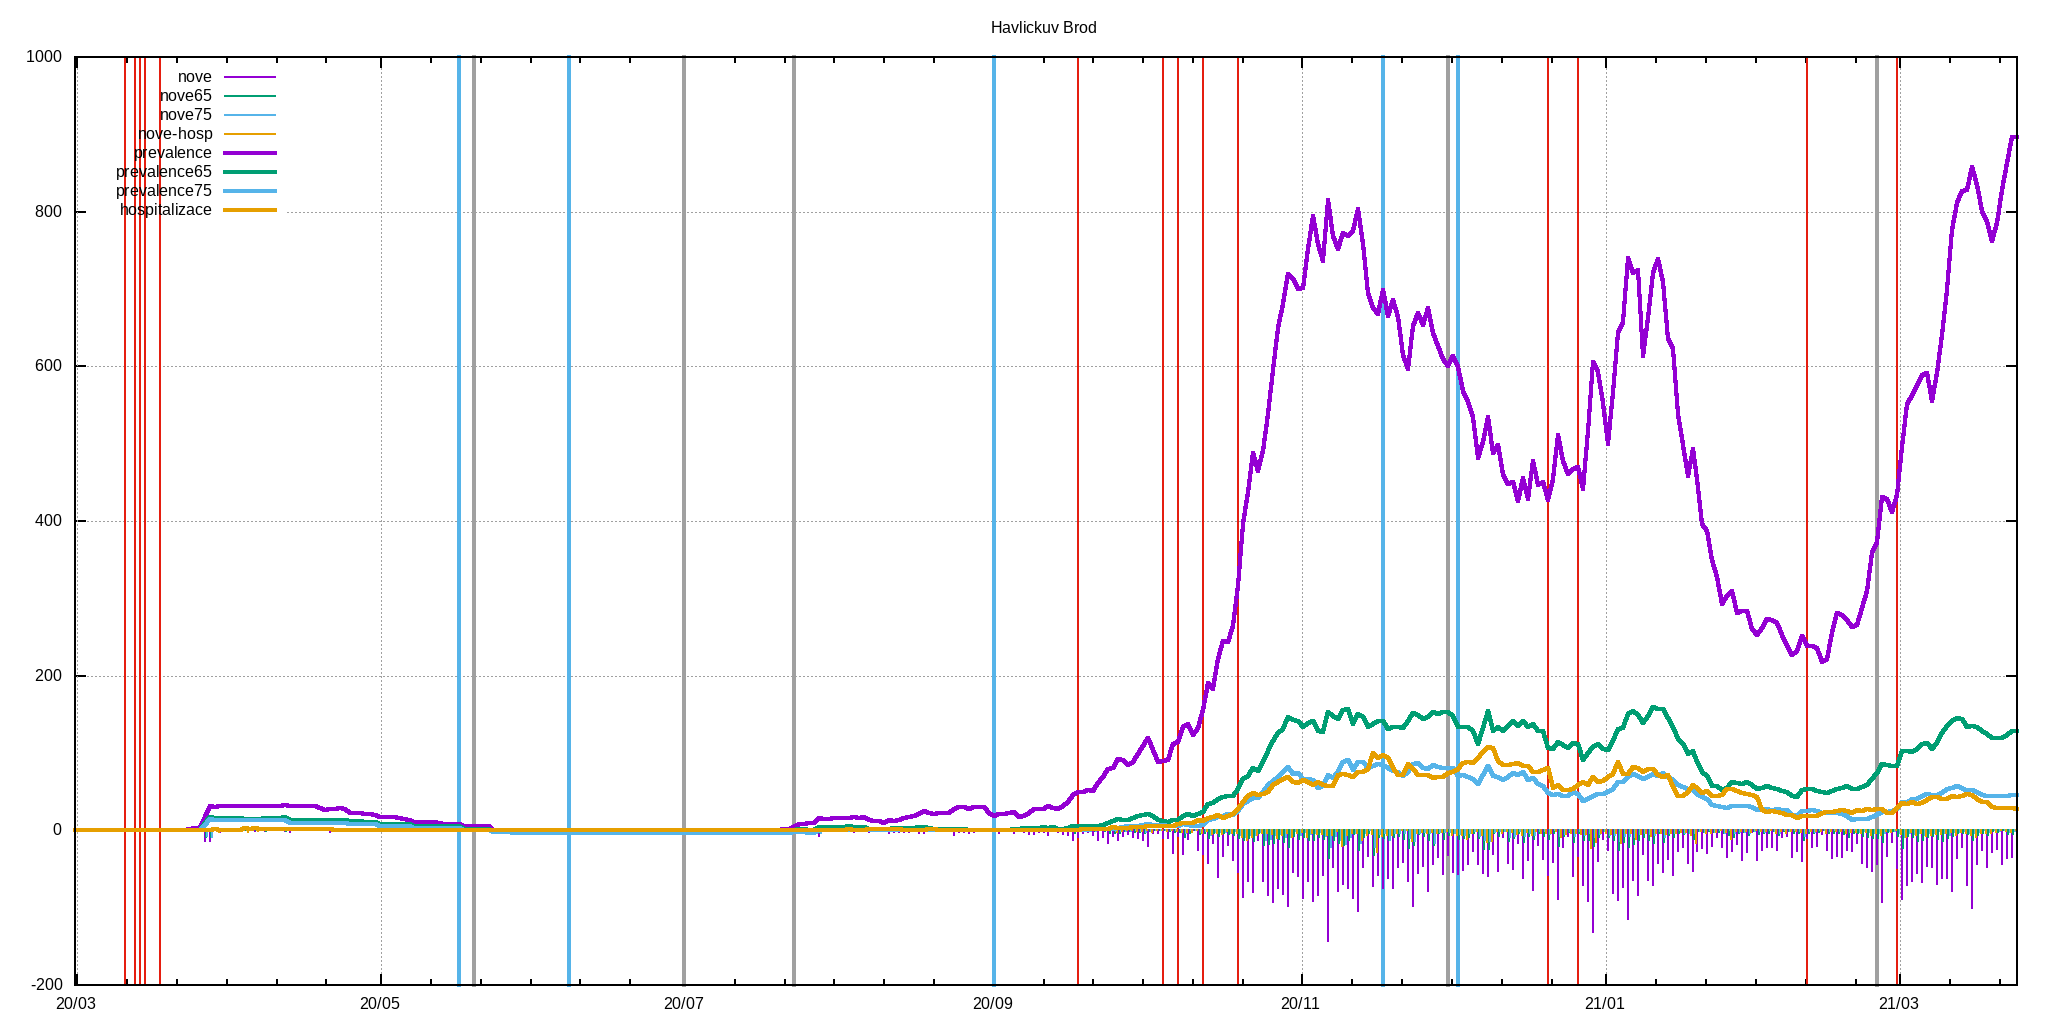 Havlickuv Brod
1000
nove
nove65
nove75
nove-hosp
prevalence
prevalence65
prevalence75
hospitalizace
800
600
400
200
0
-200
20/03 20/05 20/07 20/09 20/11 21/01 21/03